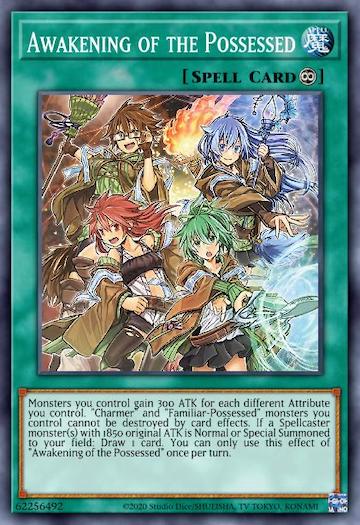 AWAKENING OF THE POSSESSED
魔
[SPELL CARD]
Monsters you control gain 300 ATK for each different Attribute
you control. "Charmer" and "Familiar-Possessed" monsters you
control cannot be destroyed by card effects. If a Spellcaster
monster(s) with 1850 original ATK is Normal or Special Summoned
to your field: Draw 1 card. You can only use this effect of
"Awakening of the Possessed" once per turn.
62256492
©2020 Studio Dice/SHUEISHA, TV TOKYO, KONAMI